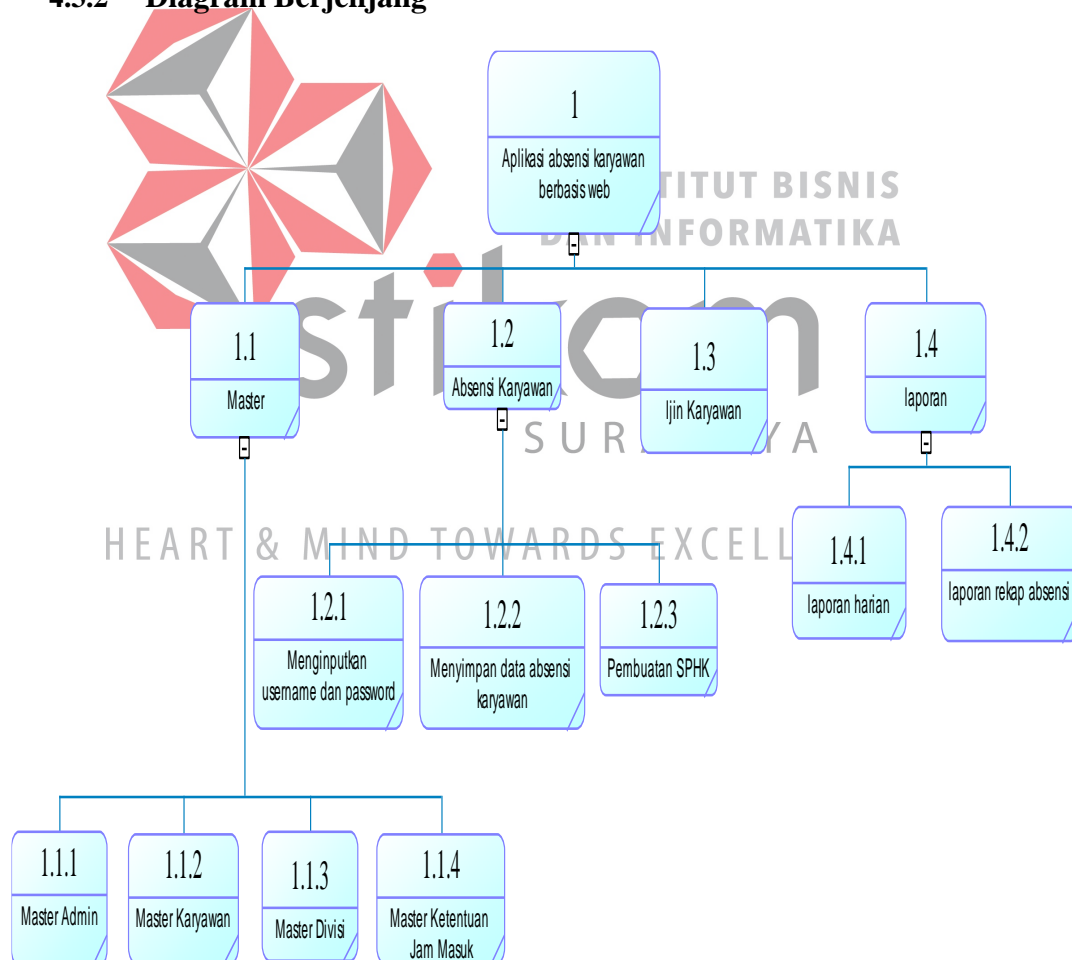 4.3.2 Diagram Berjenjang
1
Aplikasi absensi karyawan
berbasis web
TITUT BISNIS
DAN INFORMATIKA
stikom
SURA YA
HEART & MIND TOWARDS EXCELL
1.1
Master
1.2
Absensi Karyawan
1.3
Ijin Karyawan
1.4
laporan
1.4.1
laporan harian
1.4.2
laporan rekap absensi
1.2.1
Menginputkan
username dan password
1.2.2
Menyimpan data absensi
karyawan
1.2.3
Pembuatan SPHK
1.1.1
Master Admin
1.1.2
Master Karyawan
1.1.3
Master Divisi
1.1.4
Master Ketentuan
Jam Masuk